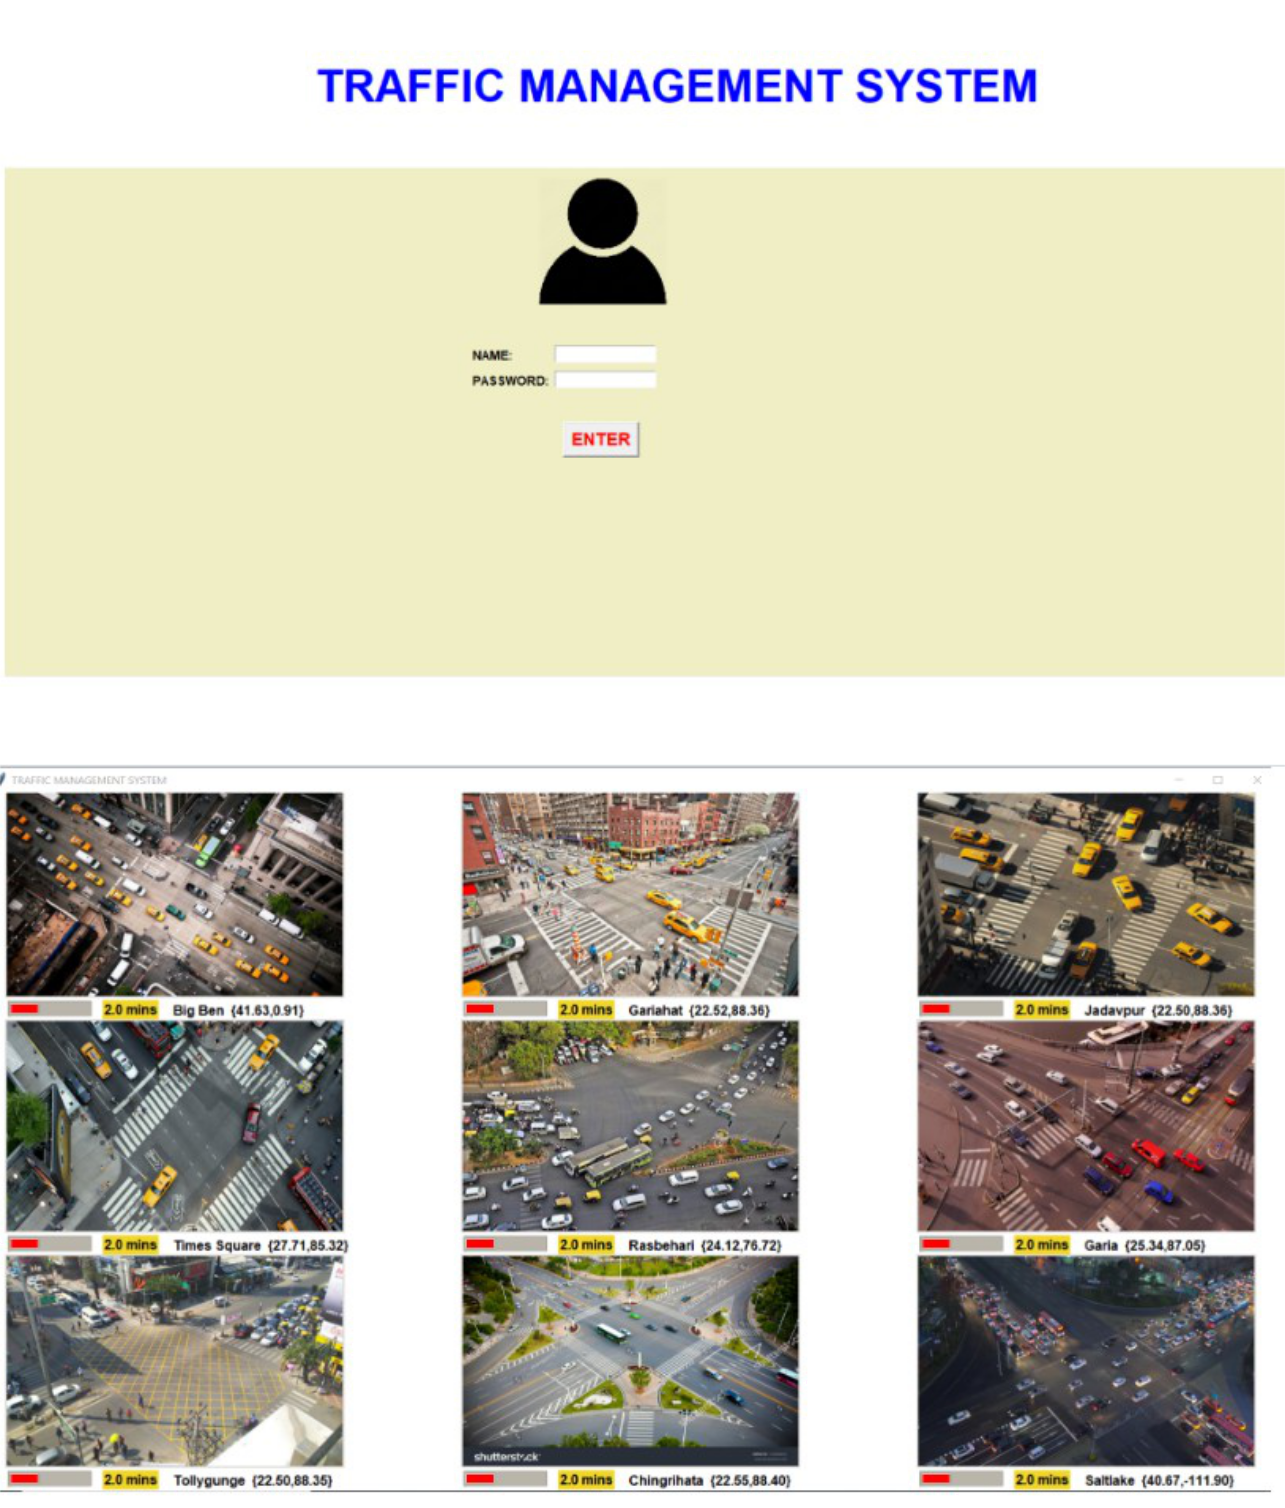 TRAFFIC MANAGEMENT SYSTEM
NAME:
PASSWORD:
ENTER
TRAFFIC MANAGEMENT SYSTEM
2.0 mins Big Ben {41.63,0.91}
2.0 mins Gariahat {22.52,88.36}
2.0 mins Jadavpur {22.50,88.36}
2.0 mins Times Square {27.71,85.32}
2.0 mins Rasbehari {24.12,76.72}
2.0 mins Garia {25.34,87.05}
shutterstock
2.0 mins Tollygunge {22.50,88.35}
2.0 mins Chingrihata {22.55,88.40}
2.0 mins Saltlake {40.67,-111.90}